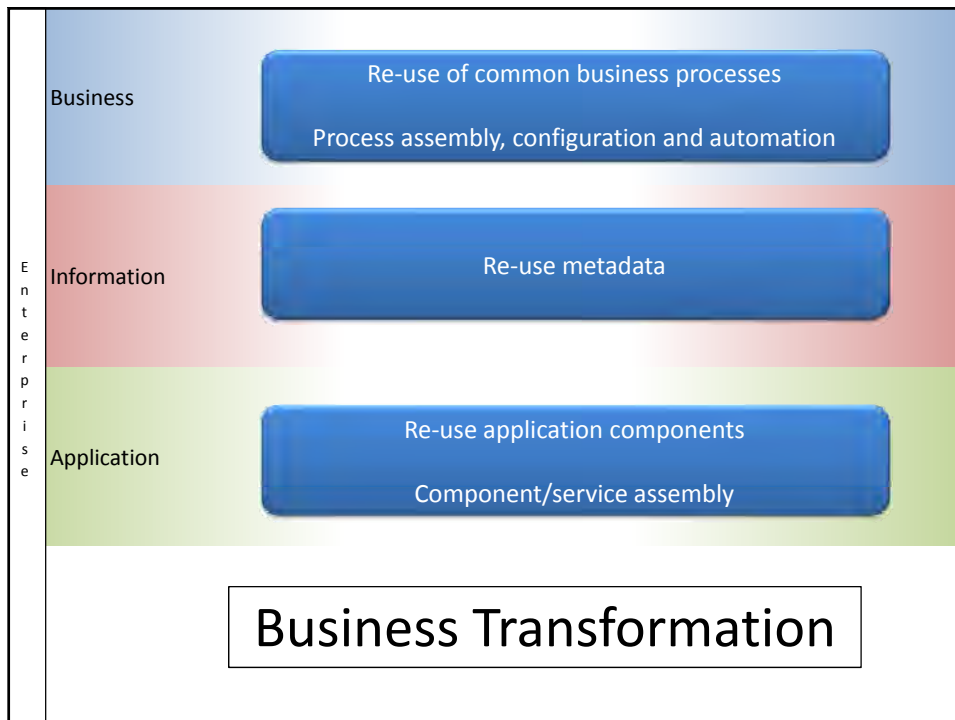 Enterprise
Business
Re-use of common business processes
Process assembly, configuration and automation
Information
Re-use metadata
Application
Re-use application components
Component/service assembly
Business Transformation